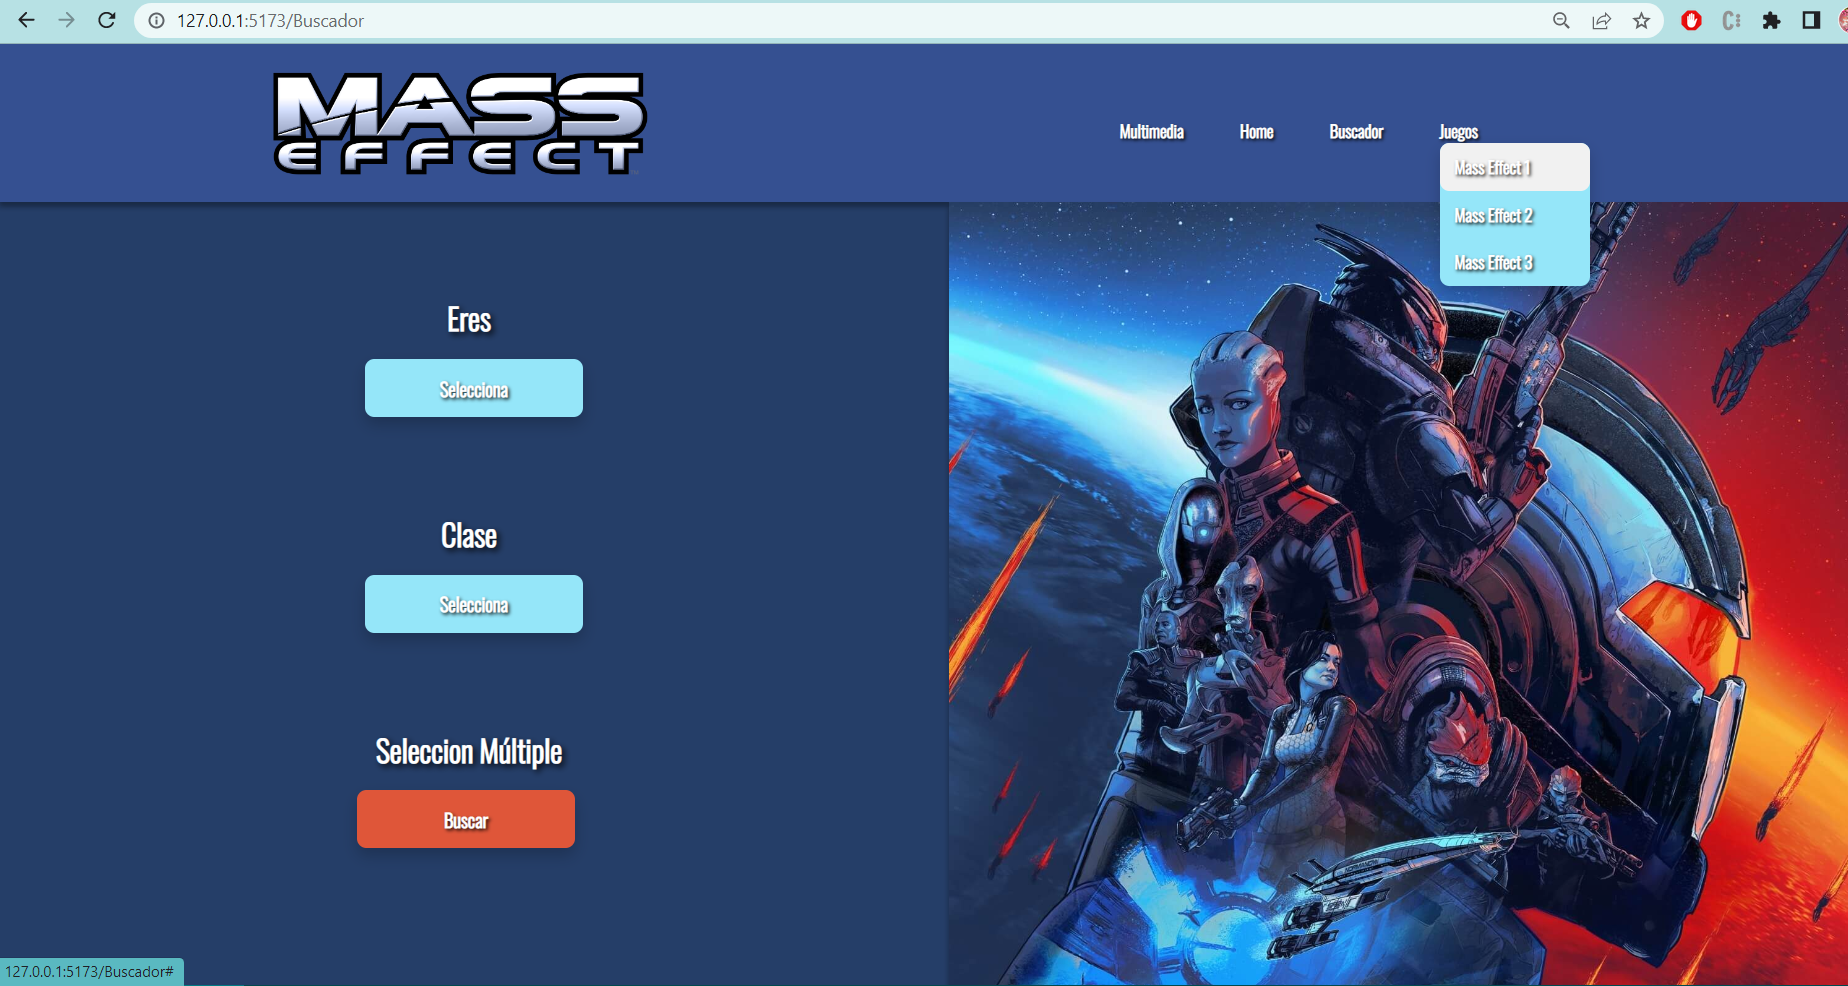 127.0.0.1:5173/Buscador
MASS
EFFECT
Multimedia
Home
Buscador
Juegos
Mass Effect 1
Mass Effect 2
Mass Effect 3
Eres
Selecciona
Clase
Selecciona
Seleccion Múltiple
Buscar
127.0.0.1:5173/Buscador#